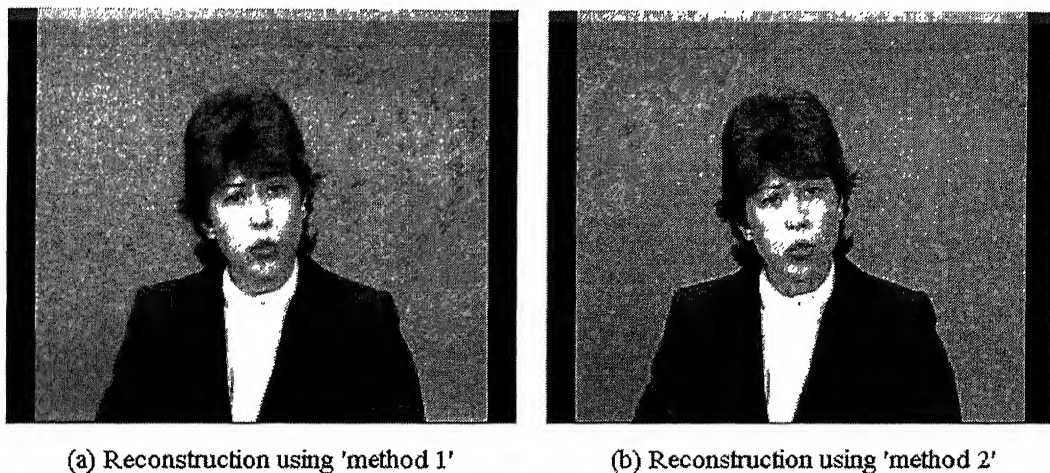 (a) Reconstruction using 'method 1'
(b) Reconstruction using 'method 2'